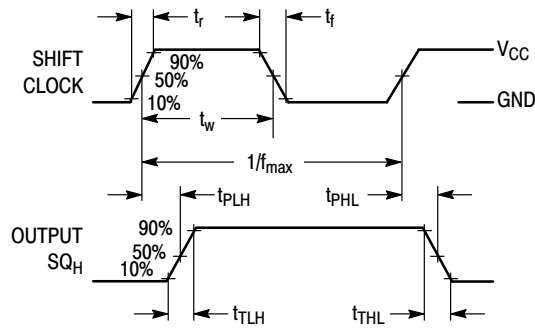 tr
tf
SHIFT
CLOCK
90%
50%
10%
VCC
GND
tw
1/fmax
tPLH
tPHL
OUTPUT
SQH
90%
50%
10%
tTLH
tTHL